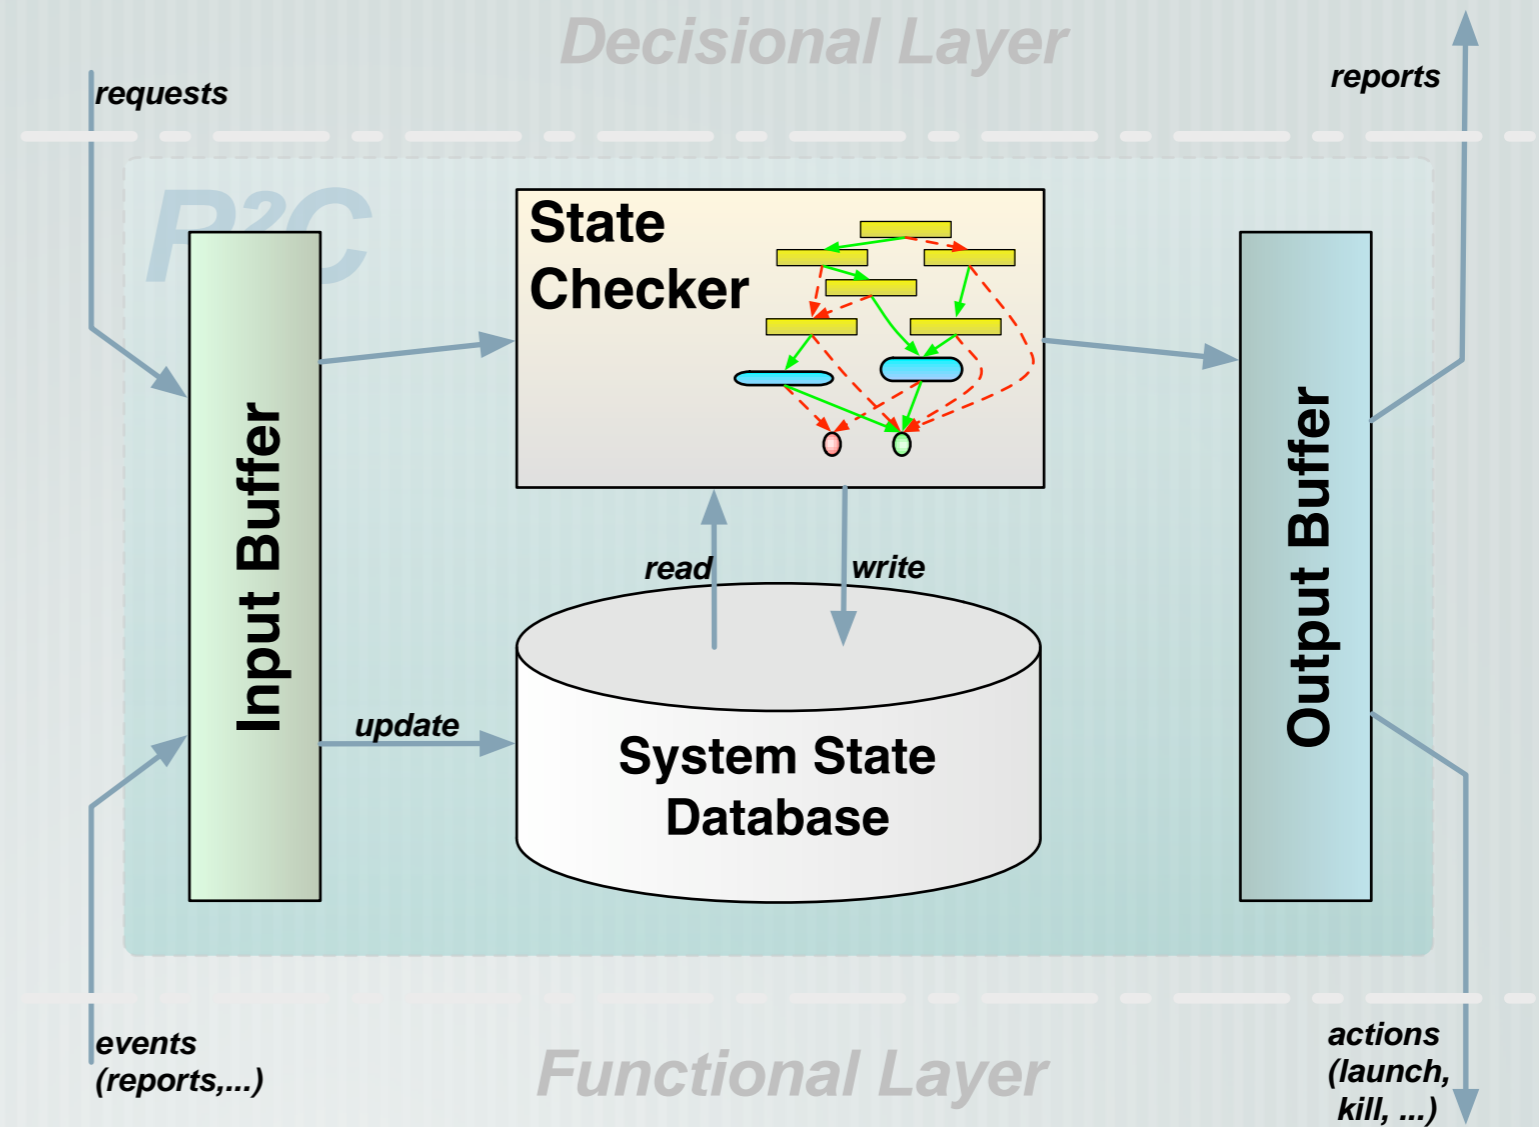 Decisional Layer
requests
reports
R²C
State
Checker
Input Buffer
Output Buffer
read
write
update
System State
Database
events
(reports,...)
Functional Layer
actions
(launch,
kill, ...)